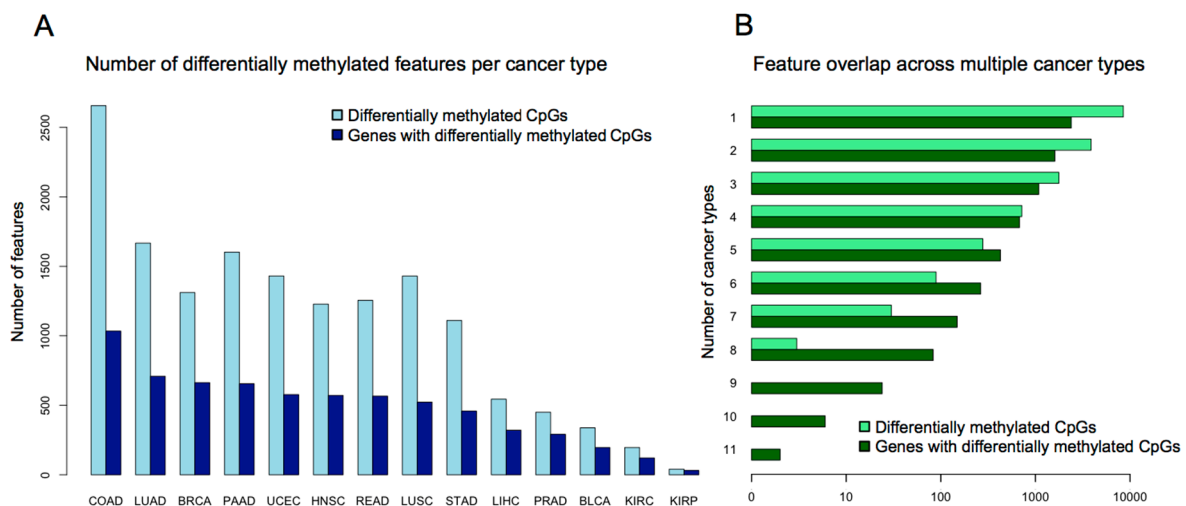 A
Number of differentially methylated features per cancer type
Differentially methylated CpGs
Genes with differentially methylated CpGs
Number of features
2500
2000
1500
1000
500
0
COAD LUAD BRCA PAAD UCEC HNSC READ LUSC STAD LIHC PRAD BLCA KIRC KIRP
B
Feature overlap across multiple cancer types
Number of cancer types
1
2
3
4
5
6
7
8
9
10
11
Differentially methylated CpGs
Genes with differentially methylated CpGs
0 10 100 1000 10000